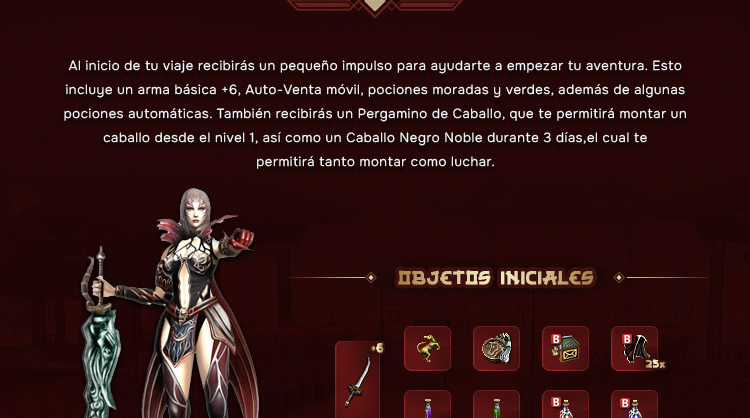 Al inicio de tu viaje recibirás un pequeño impulso para ayudarte a empezar tu aventura. Esto
incluye un arma básica +6, Auto-Venta móvil, pociones moradas y verdes, además de algunas
pociones automáticas. También recibirás un Pergamino de Caballo, que te permitirá montar un
caballo desde el nivel 1, así como un Caballo Negro Noble durante 3 días,el cual te
permitirá tanto montar como luchar.
OBJETOS INICIALES
+6
B
B
25x
B
B